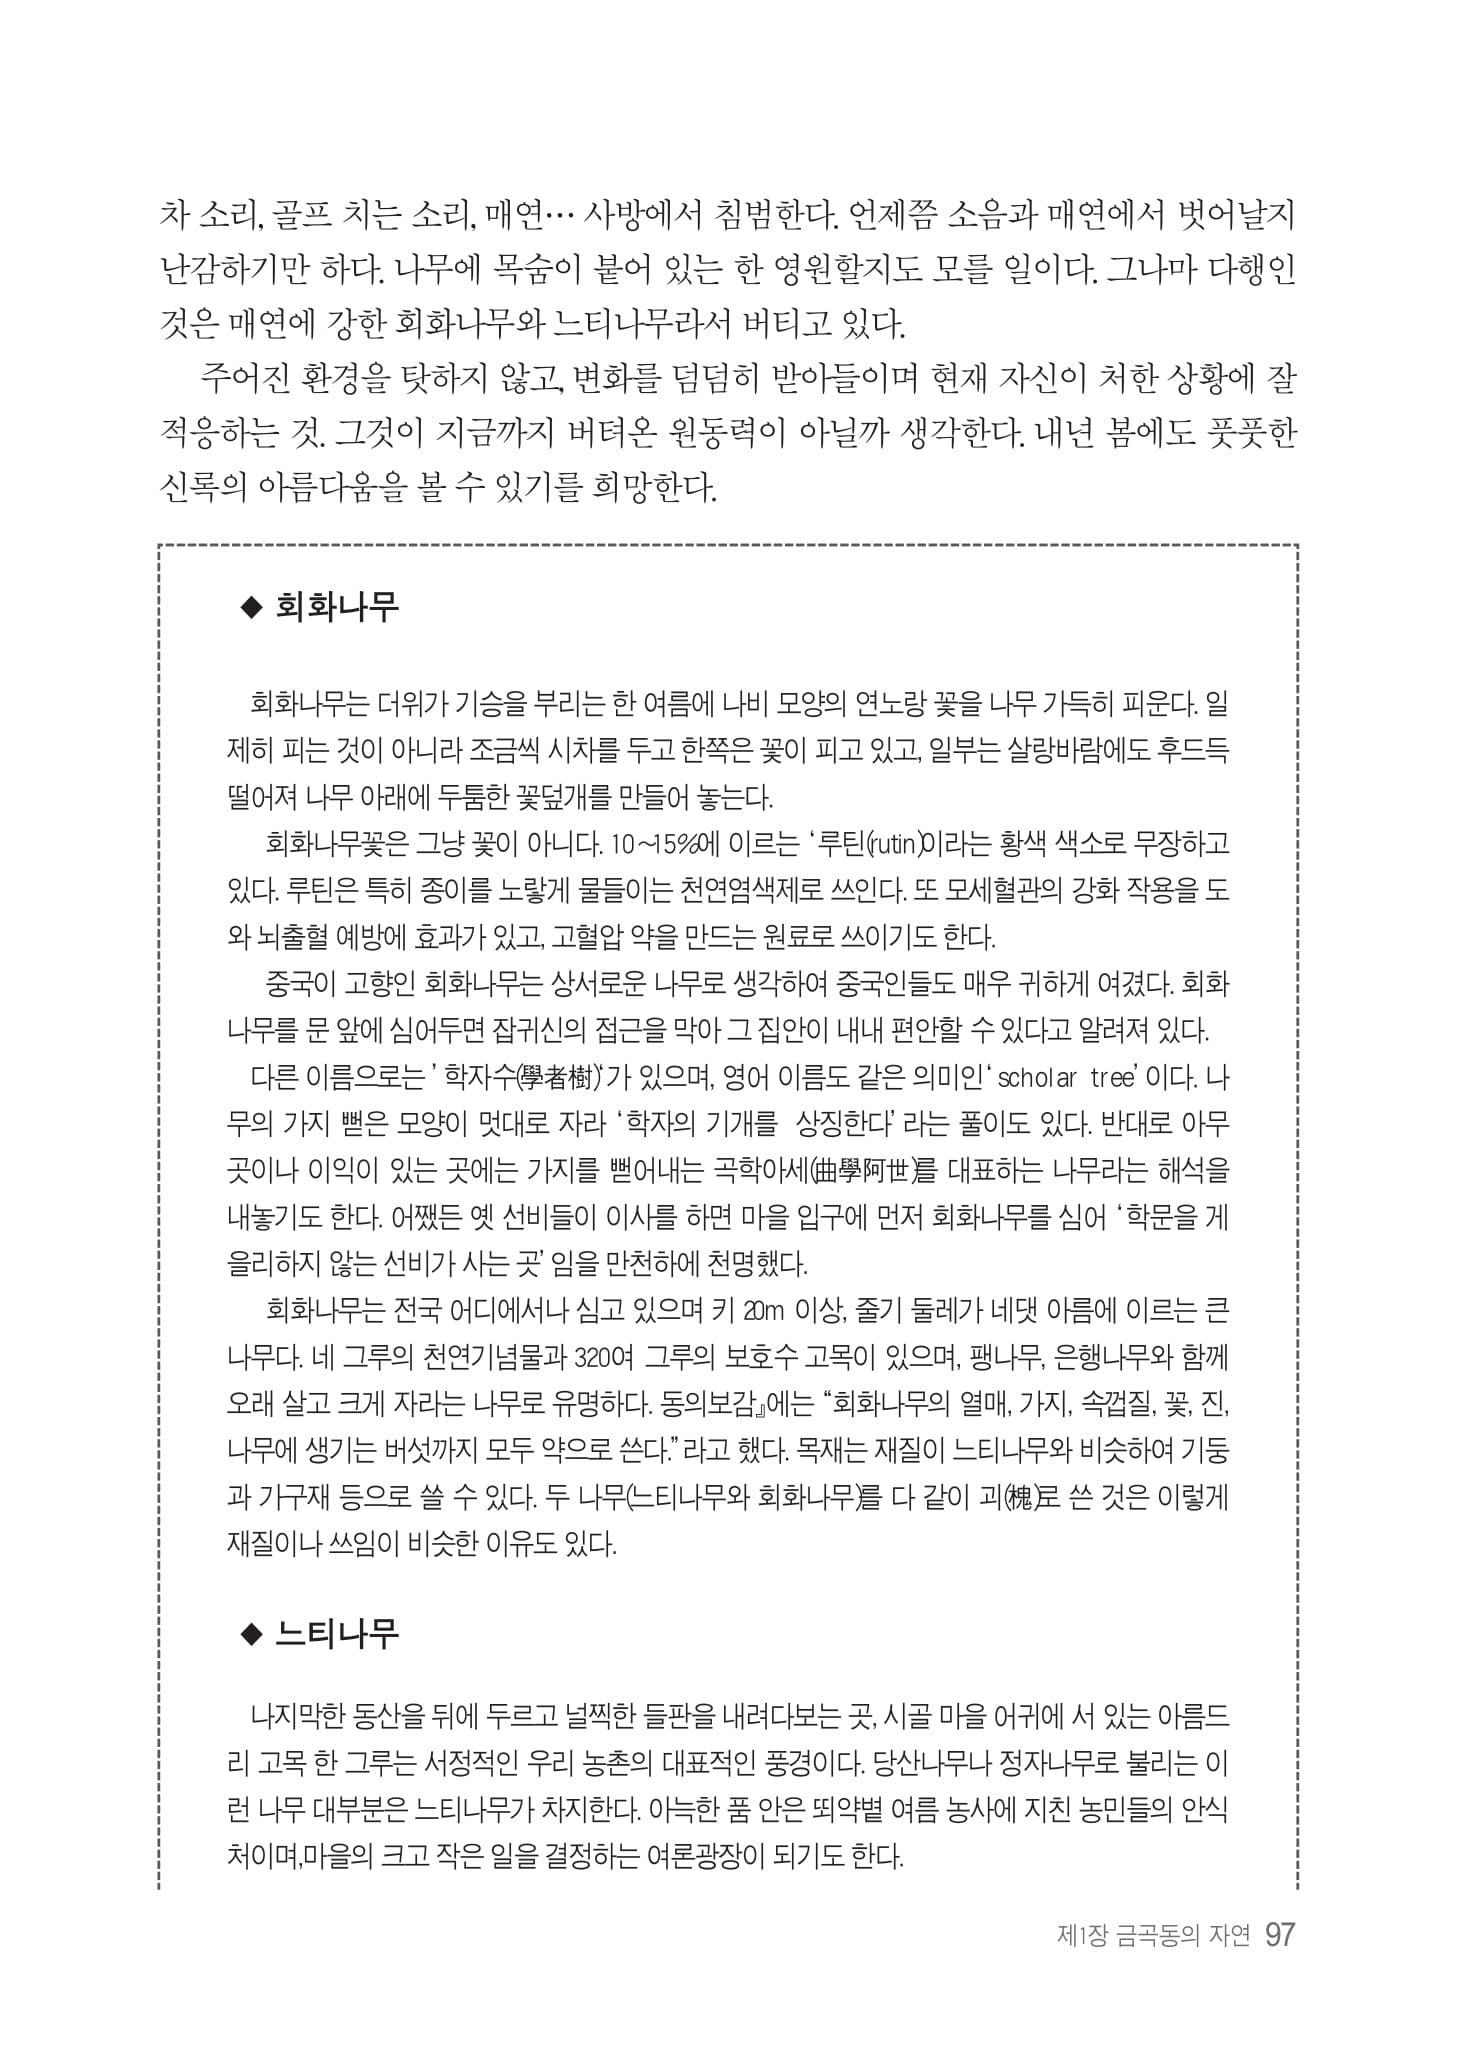 차 소리, 골프 치는 소리, 매연… 사방에서 침범한다. 언제쯤 소음과 매연에서 벗어날지
난감하기만 하다. 나무에 목숨이 붙어 있는 한 영원할지도 모를 일이다. 그나마 다행인
것은 매연에 강한 회화나무와 느티나무라서 버티고 있다.
주어진 환경을 탓하지 않고, 변화를 덤덤히 받아들이며 현재 자신이 처한 상황에 잘
적응하는 것. 그것이 지금까지 버텨온 원동력이 아닐까 생각한다. 내년 봄에도 풋풋한
신록의 아름다움을 볼 수 있기를 희망한다.
◆ 회화나무
회화나무는 더위가 기승을 부리는 한 여름에 나비 모양의 연노랑 꽃을 나무 가득히 피운다. 일
제히 피는 것이 아니라 조금씩 시차를 두고 한쪽은 꽃이 피고 있고, 일부는 살랑바람에도 후드득
떨어져 나무 아래에 두툼한 꽃덮개를 만들어 놓는다.
회화나무꽃은 그냥 꽃이 아니다. 10~15%에 이르는 ‘루틴(rutin)이라는 황색 색소로 무장하고
있다. 루틴은 특히 종이를 노랗게 물들이는 천연염색제로 쓰인다. 또 모세혈관의 강화 작용을 도
와 뇌출혈 예방에 효과가 있고, 고혈압 약을 만드는 원료로 쓰이기도 한다.
중국이 고향인 회화나무는 상서로운 나무로 생각하여 중국인들도 매우 귀하게 여겼다. 회화
나무를 문 앞에 심어두면 잡귀신의 접근을 막아 그 집안이 내내 편안할 수 있다고 알려져 있다.
다른 이름으로는 ’학자수(學者樹)‘가 있으며, 영어 이름도 같은 의미인‘scholar tree’이다. 나
무의 가지 뻗은 모양이 멋대로 자라 ‘학자의 기개를 상징한다’라는 풀이도 있다. 반대로 아무
곳이나 이익이 있는 곳에는 가지를 뻗어내는 곡학아세(曲學阿世)를 대표하는 나무라는 해석을
내놓기도 한다. 어쨌든 옛 선비들이 이사를 하면 마을 입구에 먼저 회화나무를 심어 ‘학문을 게
을리하지 않는 선비가 사는 곳’임을 만천하에 천명했다.
회화나무는 전국 어디에서나 심고 있으며 키 20m 이상, 줄기 둘레가 네댓 아름에 이르는 큰
나무다. 네 그루의 천연기념물과 320여 그루의 보호수 고목이 있으며, 팽나무, 은행나무와 함께
오래 살고 크게 자라는 나무로 유명하다. 동의보감』에는 “회화나무의 열매, 가지, 속껍질, 꽃, 진,
나무에 생기는 버섯까지 모두 약으로 쓴다.”라고 했다. 목재는 재질이 느티나무와 비슷하여 기둥
과 가구재 등으로 쓸 수 있다. 두 나무(느티나무와 회화나무)를 다 같이 괴(槐)로 쓴 것은 이렇게
재질이나 쓰임이 비슷한 이유도 있다.
◆ 느티나무
나지막한 동산을 뒤에 두르고 널찍한 들판을 내려다보는 곳, 시골 마을 어귀에 서 있는 아름드
리 고목 한 그루는 서정적인 우리 농촌의 대표적인 풍경이다. 당산나무나 정자나무로 불리는 이
런 나무 대부분은 느티나무가 차지한다. 아늑한 품 안은 뙤약볕 여름 농사에 지친 농민들의 안식
처이며,마을의 크고 작은 일을 결정하는 여론광장이 되기도 한다.
제1장 금곡동의 자연 97